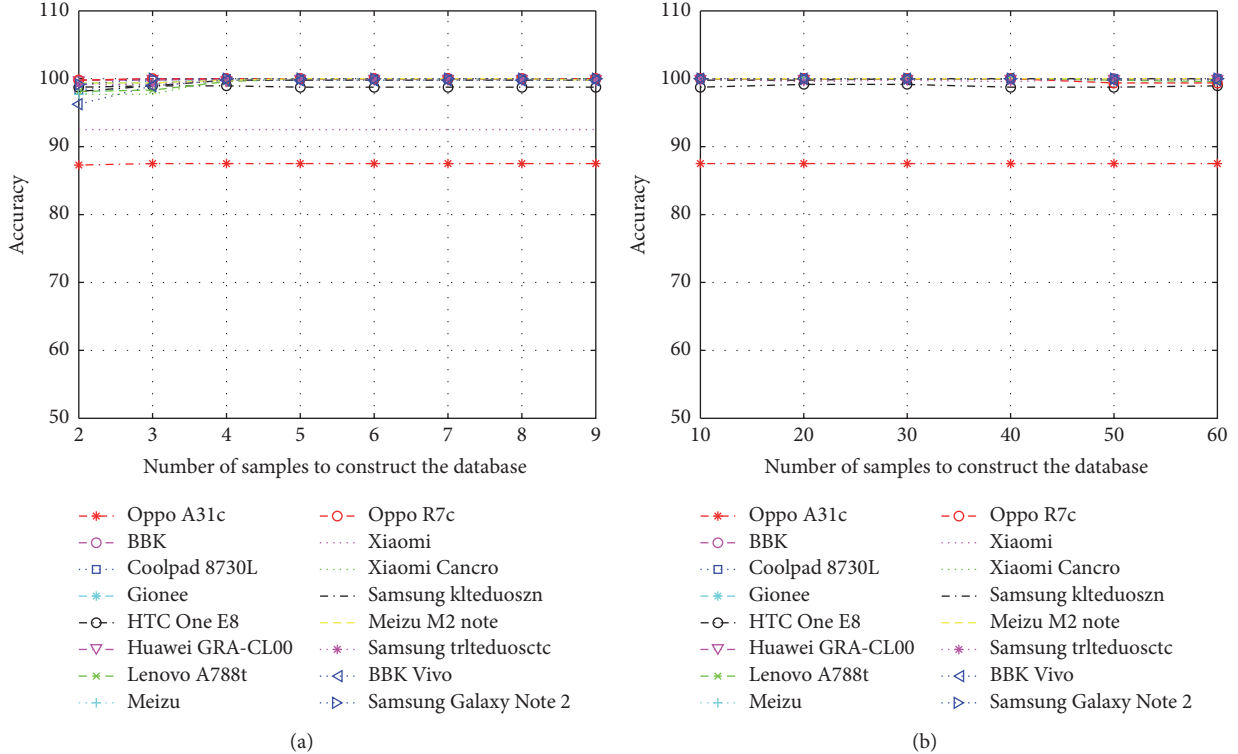 110
100
90
80
70
60
50
Accuracy
2 3 4 5 6 7 8 9
Number of samples to construct the database
Oppo A31c
BBK
Coolpad 8730L
Gionee
HTC One E8
Huawei GRA-CL00
Lenovo A788t
Meizu
Oppo R7c
Xiaomi
Xiaomi Cancro
Samsung klteduoszn
Meizu M2 note
Samsung trlteduosctc
BBK Vivo
Samsung Galaxy Note 2
(a)
110
100
90
80
70
60
50
Accuracy
10 20 30 40 50 60
Number of samples to construct the database
Oppo A31c
BBK
Coolpad 8730L
Gionee
HTC One E8
Huawei GRA-CL00
Lenovo A788t
Meizu
Oppo R7c
Xiaomi
Xiaomi Cancro
Samsung klteduoszn
Meizu M2 note
Samsung trlteduosctc
BBK Vivo
Samsung Galaxy Note 2
(b)